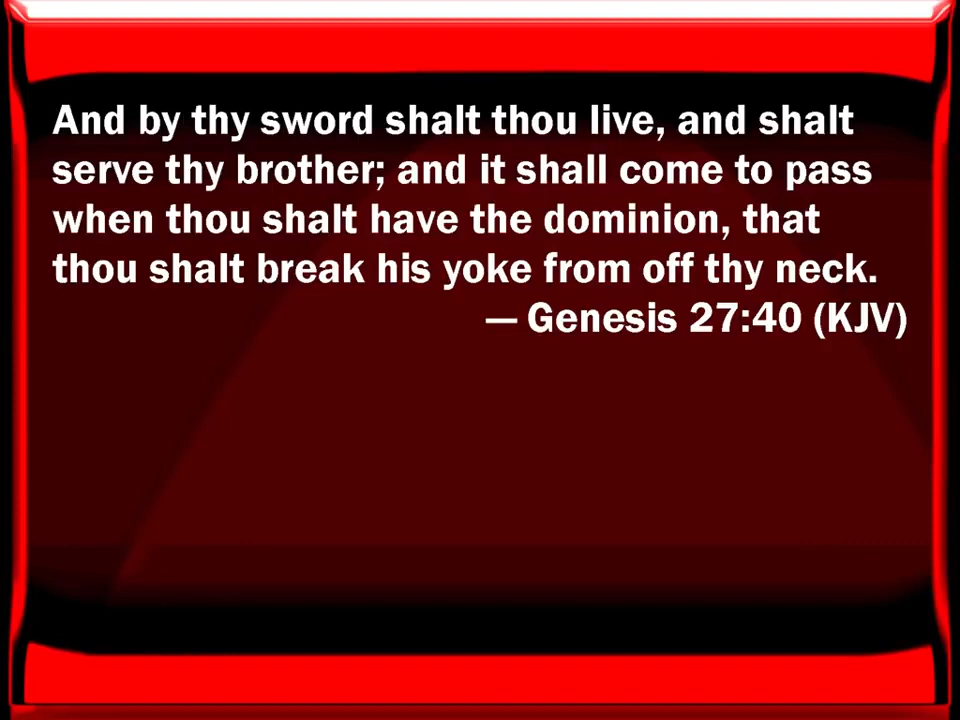 And by thy sword shalt thou live, and shalt
serve thy brother; and it shall come to pass
when thou shalt have the dominion, that
thou shalt break his yoke from off thy neck.
— Genesis 27:40 (KJV)